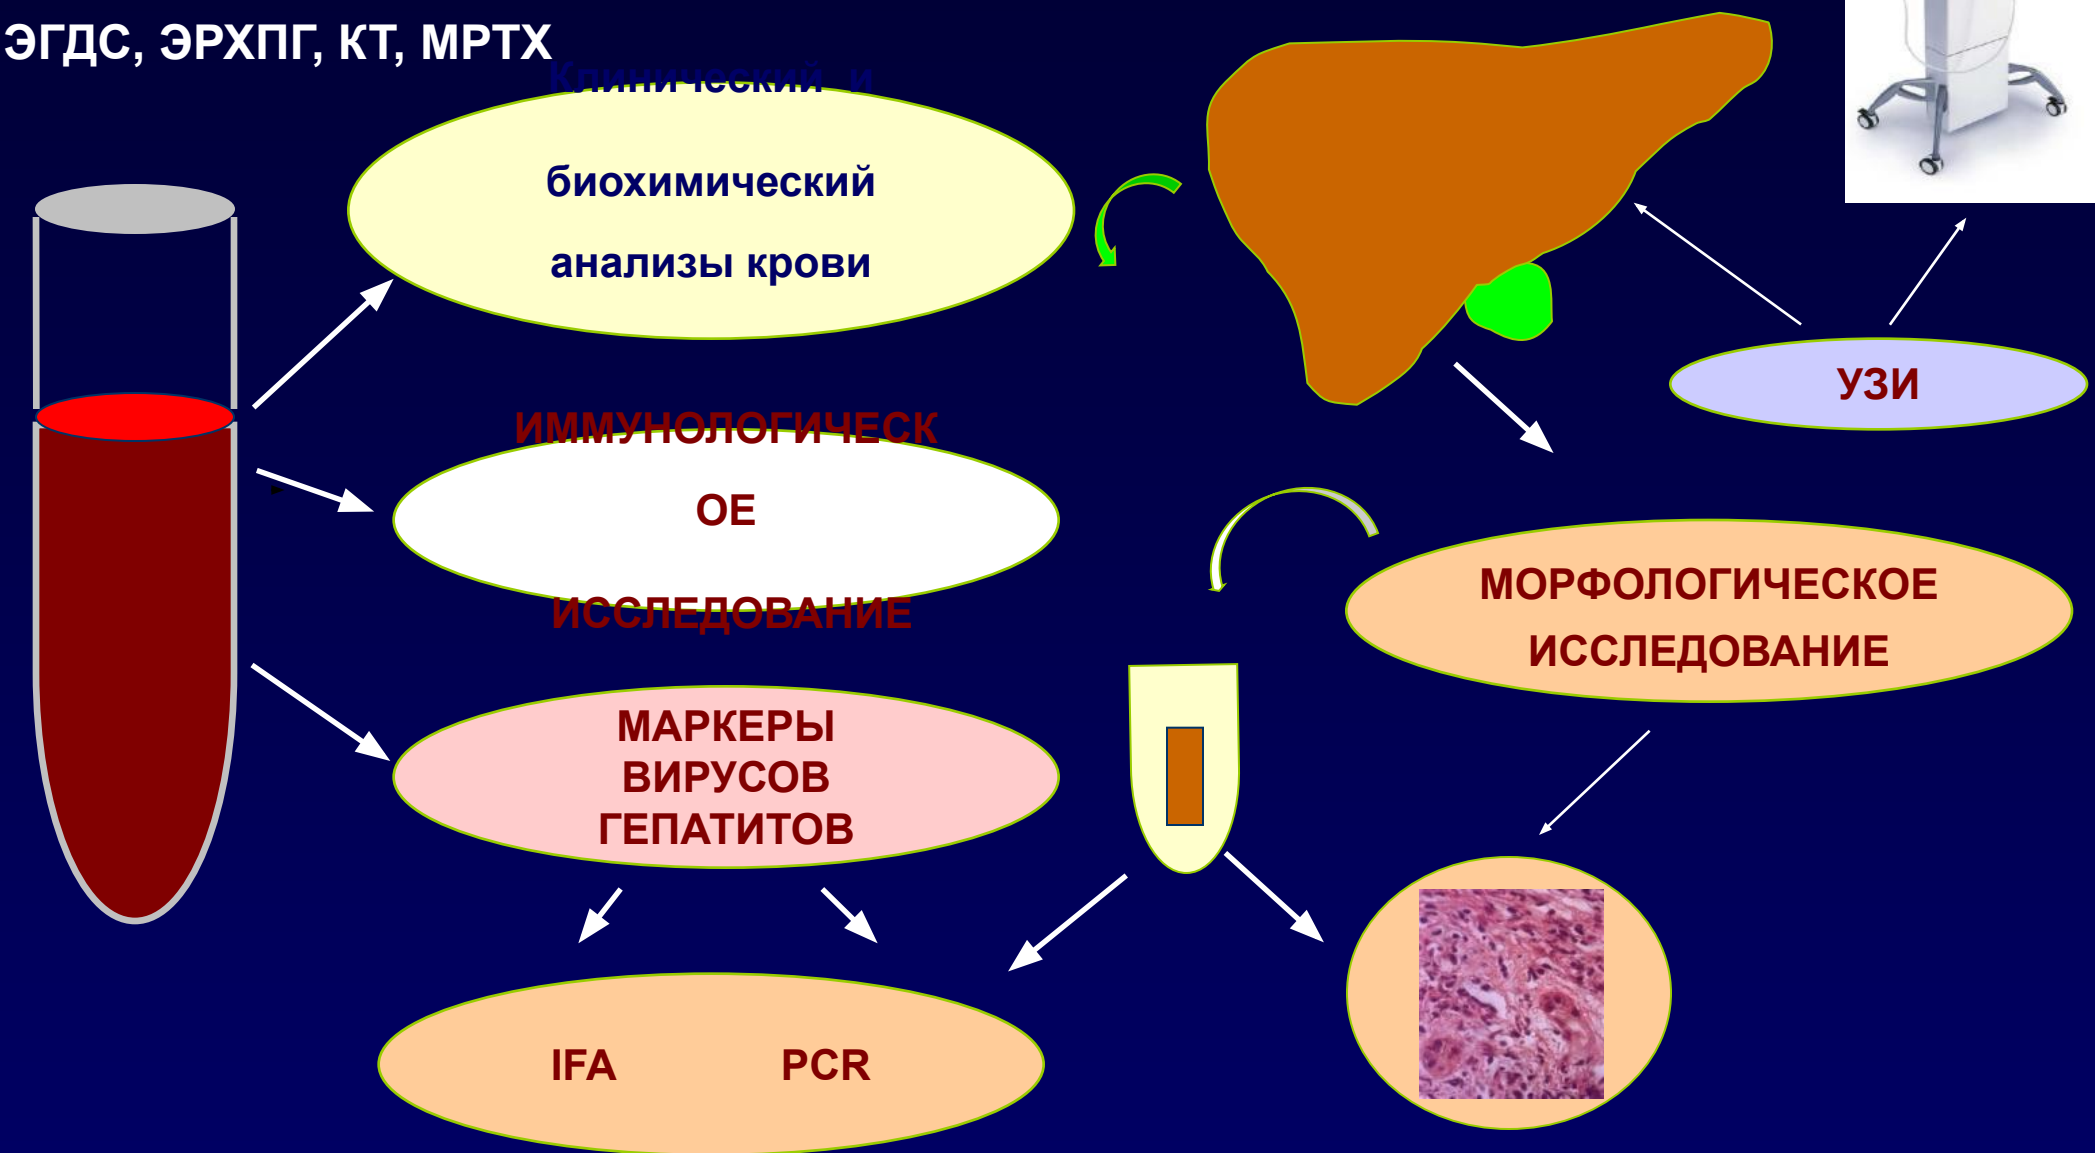 ЭГДС, ЭРХПГ, КТ, МРТХ
Клинический и
биохимический
анализы крови
УЗИ
ИММУНОЛОГИЧЕСК
ОЕ
ИССЛЕДОВАНИЕ
МОРФОЛОГИЧЕСКОЕ
ИССЛЕДОВАНИЕ
МАРКЕРЫ
ВИРУСОВ
ГЕПАТИТОВ
IFA PCR